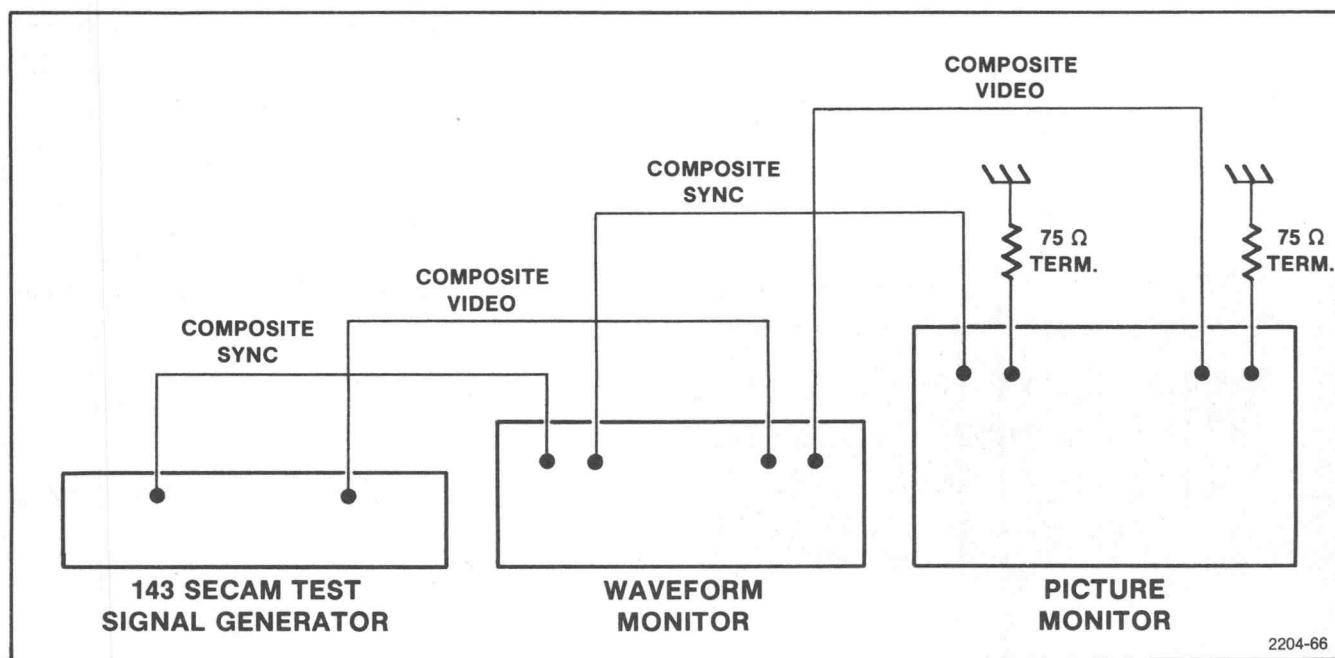 COMPOSITE
VIDEO
COMPOSITE
SYNC
75 Ω
TERM.
75 Ω
TERM.
COMPOSITE
VIDEO
COMPOSITE
SYNC
143 SECAM TEST
SIGNAL GENERATOR
WAVEFORM
MONITOR
PICTURE
MONITOR
2204-66